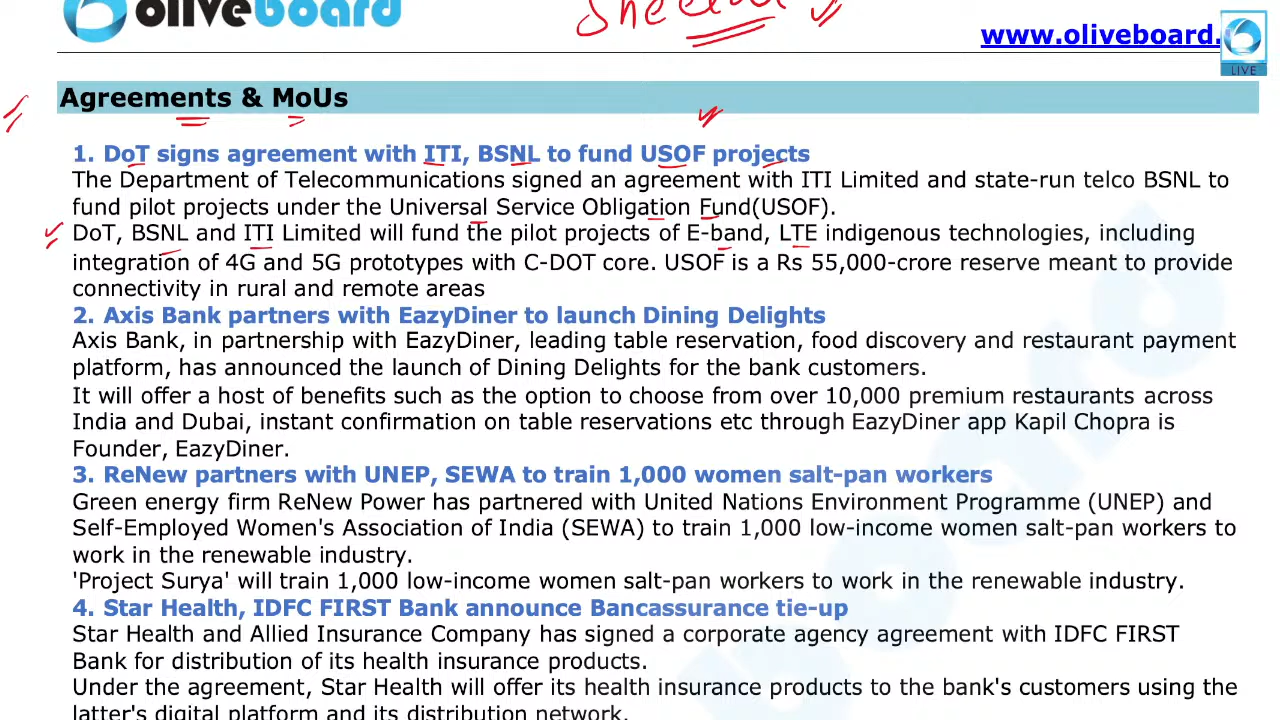 oliveboard
www.oliveboard.
LIVE
Agreements & MoUs
1. DoT signs agreement with ITI, BSNL to fund USOF projects
The Department of Telecommunications signed an agreement with ITI Limited and state-run telco BSNL to
fund pilot projects under the Universal Service Obligation Fund(USOF).
DoT, BSNL and ITI Limited will fund the pilot projects of E-band, LTE indigenous technologies, including
integration of 4G and 5G prototypes with C-DOT core. USOF is a Rs 55,000-crore reserve meant to provide
connectivity in rural and remote areas
2. Axis Bank partners with EazyDiner to launch Dining Delights
Axis Bank, in partnership with EazyDiner, leading table reservation, food discovery and restaurant payment
platform, has announced the launch of Dining Delights for the bank customers.
It will offer a host of benefits such as the option to choose from over 10,000 premium restaurants across
India and Dubai, instant confirmation on table reservations etc through EazyDiner app Kapil Chopra is
Founder, EazyDiner.
3. ReNew partners with UNEP, SEWA to train 1,000 women salt-pan workers
Green energy firm ReNew Power has partnered with United Nations Environment Programme (UNEP) and
Self-Employed Women's Association of India (SEWA) to train 1,000 low-income women salt-pan workers to
work in the renewable industry.
'Project Surya' will train 1,000 low-income women salt-pan workers to work in the renewable industry.
4. Star Health, IDFC FIRST Bank announce Bancassurance tie-up
Star Health and Allied Insurance Company has signed a corporate agency agreement with IDFC FIRST
Bank for distribution of its health insurance products.
Under the agreement, Star Health will offer its health insurance products to the bank's customers using the
latter's digital platform and its distribution network.